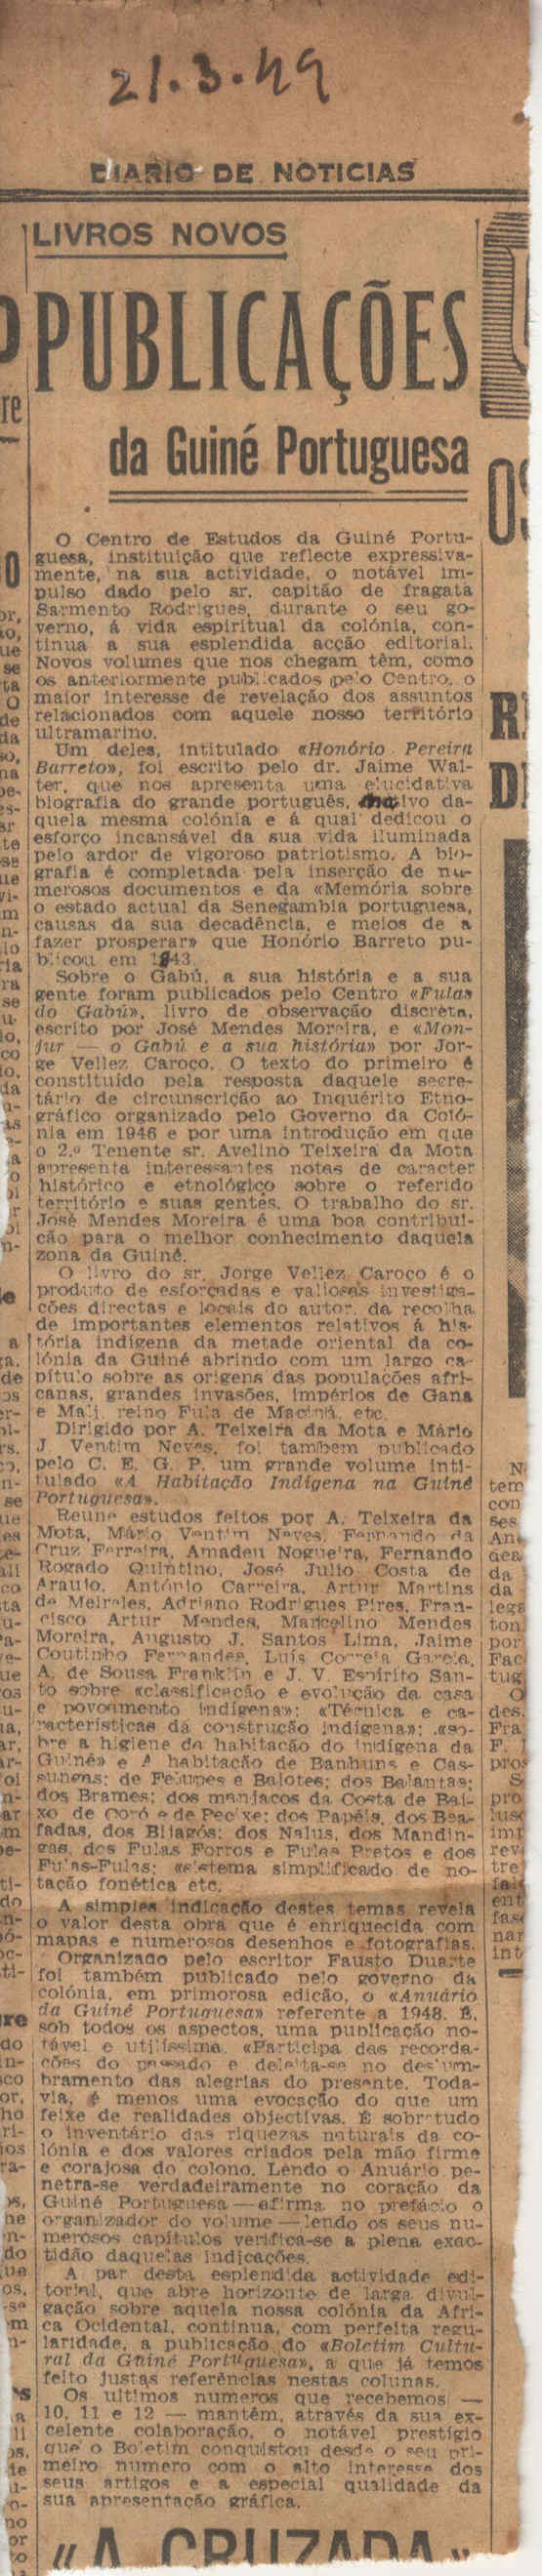 21.3.49
DIARIO DE NOTICIAS
LIVROS NOVOS
PUBLICAÇÕES
da Guiné Portuguesa
O Centro de Estudos da Guiné Portu-
guesa, instituição que reflecte expressiva-
mente, na sua actividade, o notável im-
pulso dado pelo sr. capitão de fragata
Sarmento Rodrigues, durante o seu go-
verno, á vida espiritual da colónia, con-
tinua a sua esplendida acção editorial.
Novos volumes que nos chegam têm, como
os anteriormente publicados pelo Centro, o
maior interesse de revelação dos assuntos
relacionados com aquele nosso território
ultramarino.
Um deles, intitulado «Honório Pereira
Barreto», foi escrito pelo dr. Jaime Wal-
ter, que nos apresenta uma elucidativa
biografia do grande português, da-
quela mesma colónia e á qual dedicou o
esforço incansável da sua vida iluminada
pelo ardor de vigoroso patriotismo. A bio-
grafia é completada pela inserção de nu-
merosos documentos e da «Memória sobre
o estado actual da Senegambia portuguesa,
causas da sua decadência, e meios de a
fazer prosperar» que Honório Barreto pu-
blicou em 1843.
Sobre o Gabú, a sua história e a sua
gente foram publicados pelo Centro «Fulas
do Gabú», livro de observação discreta,
escrito por José Mendes Moreira, e «Mon-
jur — o Gabú e a sua história» por Jor-
ge Vellez Caroço. O texto do primeiro é
constituído pela resposta daquele secre-
tário de circunscrição ao Inquérito Etno-
gráfico organizado pelo Governo da Coló-
nia em 1946 e por uma introdução em que
o 2.º Tenente sr. Avelino Teixeira da Mota
apresenta interessantes notas de caracter
histórico e etnológico sobre o referido
território e suas gentes. O trabalho do sr.
José Mendes Moreira é uma boa contribui-
ção para o melhor conhecimento daquela
zona da Guiné.
O livro do sr. Jorge Vellez Caroço é o
produto de esforçadas e valiosas investiga-
ções directas e locais do autor, da recolha
de importantes elementos relativos á his-
tória indígena da metade oriental da co-
lónia da Guiné abrindo com um largo ca-
pítulo sobre as origens das populações afri-
canas, grandes invasões, impérios de Gana
e Mali, reino Fula de Maciná, etc.
Dirigido por A. Teixeira da Mota e Mário
J. Ventim Neves, foi tambem publicado
pelo C. E. G. P. um grande volume inti-
tulado «A Habitação Indígena na Guiné
Portuguesa».
Reune estudos feitos por A. Teixeira da
Mota, Mário Ventim Neves, Fernando da
Cruz Ferreira, Amadeu Nogueira, Fernando
Rogado Quintino, José Julio Costa de
Araujo, António Carreira, Artur Martins
de Meireles, Adriano Rodrigues Pires, Fran-
cisco Artur Mendes, Marcelino Mendes
Moreira, Augusto J. Santos Lima, Jaime
Coutinho Fernandes, Luis Correia Garcia,
A. de Sousa Franklin e J. V. Espírito San-
to sobre «classificação e evolução da casa
e povoamento indígena»; «Técnica e ca-
racterísticas da construção indígena»; «so-
bre a higiene da habitação do indígena da
Guiné» e A habitação de Banhuns e Cas-
sangas; de Felupes e Baiotes; dos Balantas;
dos Brames; dos manjacos da Costa de Bai-
xo de Coró e de Pecixe; dos Papéis, dos Bea-
fadas, dos Bijagós; dos Nalus, dos Mandin-
gas, dos Fulas Forros e Fulas Pretos e dos
Fulas-Fulas; «sistema simplificado de no-
tação fonética etc.
A simples indicação destes temas revela
o valor desta obra que é enriquecida com
mapas e numerosos desenhos e fotografias.
Organizado pelo escritor Fausto Duarte
foi também publicado pelo governo da
colónia, em primorosa edição, o «Anuário
da Guiné Portuguesa» referente a 1948. É,
sob todos os aspectos, uma publicação no-
tável e utilíssima. «Participa das recorda-
ções do passado e deleita-se no deslum-
bramento das alegrias do presente. Toda-
via, é menos uma evocação do que um
feixe de realidades objectivas. É sobretudo
o inventário das riquezas naturais da co-
lónia e dos valores criados pela mão firme
e corajosa do colono. Lendo o Anuário pe-
netra-se verdadeiramente no coração da
Guiné Portuguesa — afirma no prefácio o
organizador do volume — lendo os seus nu-
merosos capítulos verifica-se a plena exac-
tidão daquelas indicações.
A par desta esplendida actividade edi-
torial, que abre horizonte de larga divul-
gação sobre aquela nossa colónia da Afri-
ca Ocidental, continua, com perfeita regu-
laridade, a publicação do «Boletim Cultu-
ral da Guiné Portuguesa», a que já temos
feito justas referências nestas colunas.
Os ultimos numeros que recebemos —
10, 11 e 12 — mantêm, através da sua ex-
celente colaboração, o notável prestígio
que o Boletim conquistou desde o seu pri-
meiro numero com o alto interesse dos
seus artigos e a especial qualidade da
sua apresentação gráfica.
«A CRUZADA»